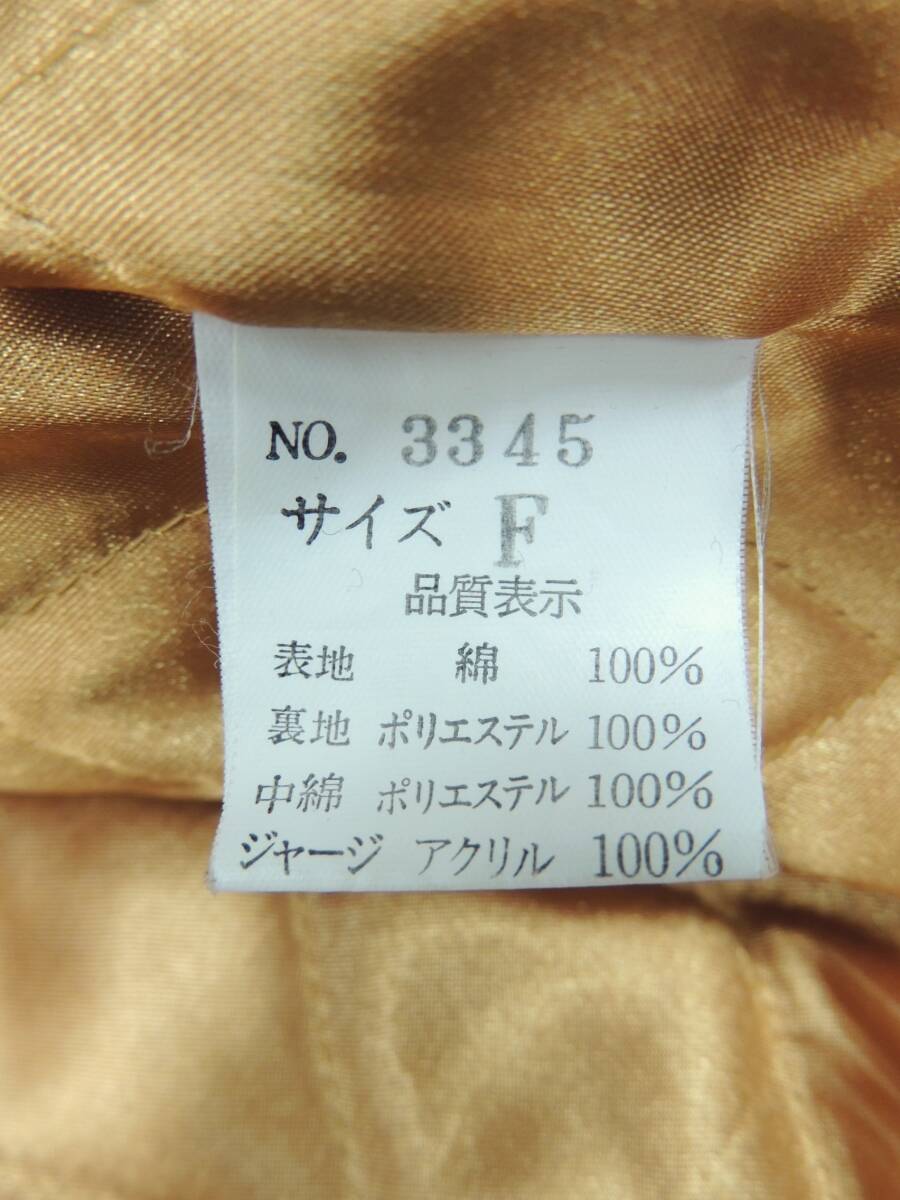 NO. 3345
サイズ F
品質表示
表地 綿 100%
裏地 ポリエステル 100%
中綿 ポリエステル 100%
ジャージ アクリル 100%